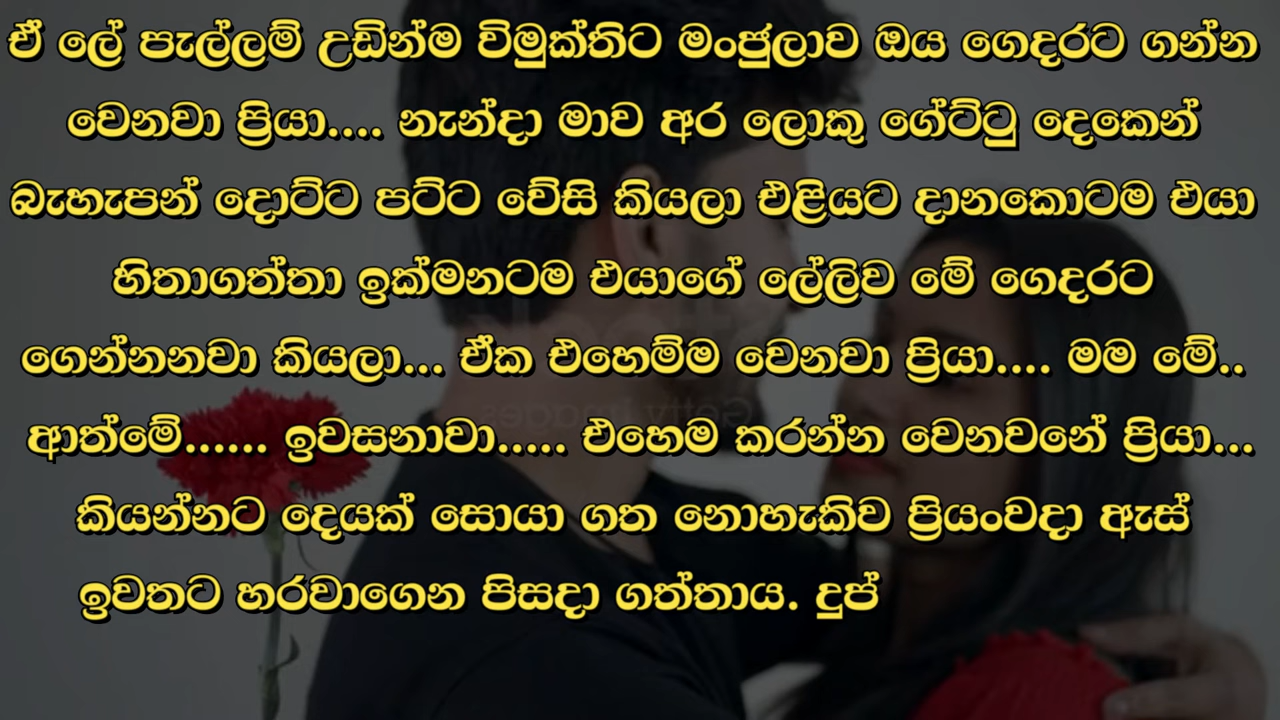 ඒ ලේ පැල්ලම් උඩින්ම විමුක්තිට මංජුලාව ඔය ගෙදරට ගන්න
වෙනවා ප්‍රියා.... නැන්දා මාව අර ලොකු ගේට්ටු දෙකෙන්
බැහැපන් දොට්ට පට්ට වේසි කියලා එළියට දානකොටම එයා
හිතාගත්තා ඉක්මනටම එයාගේ ලේලිව මේ ගෙදරට
ගෙන්නනවා කියලා... ඒක එහෙම්ම වෙනවා ප්‍රියා.... මම මේ..
ආත්මේ...... ඉවසනාවා..... එහෙම කරන්න වෙනවනේ ප්‍රියා...
කියන්නට දෙයක් සොයා ගත නොහැකිව ප්‍රියංවදා ඇස්
ඉවතට හරවාගෙන පිසදා ගත්තාය. දුප්